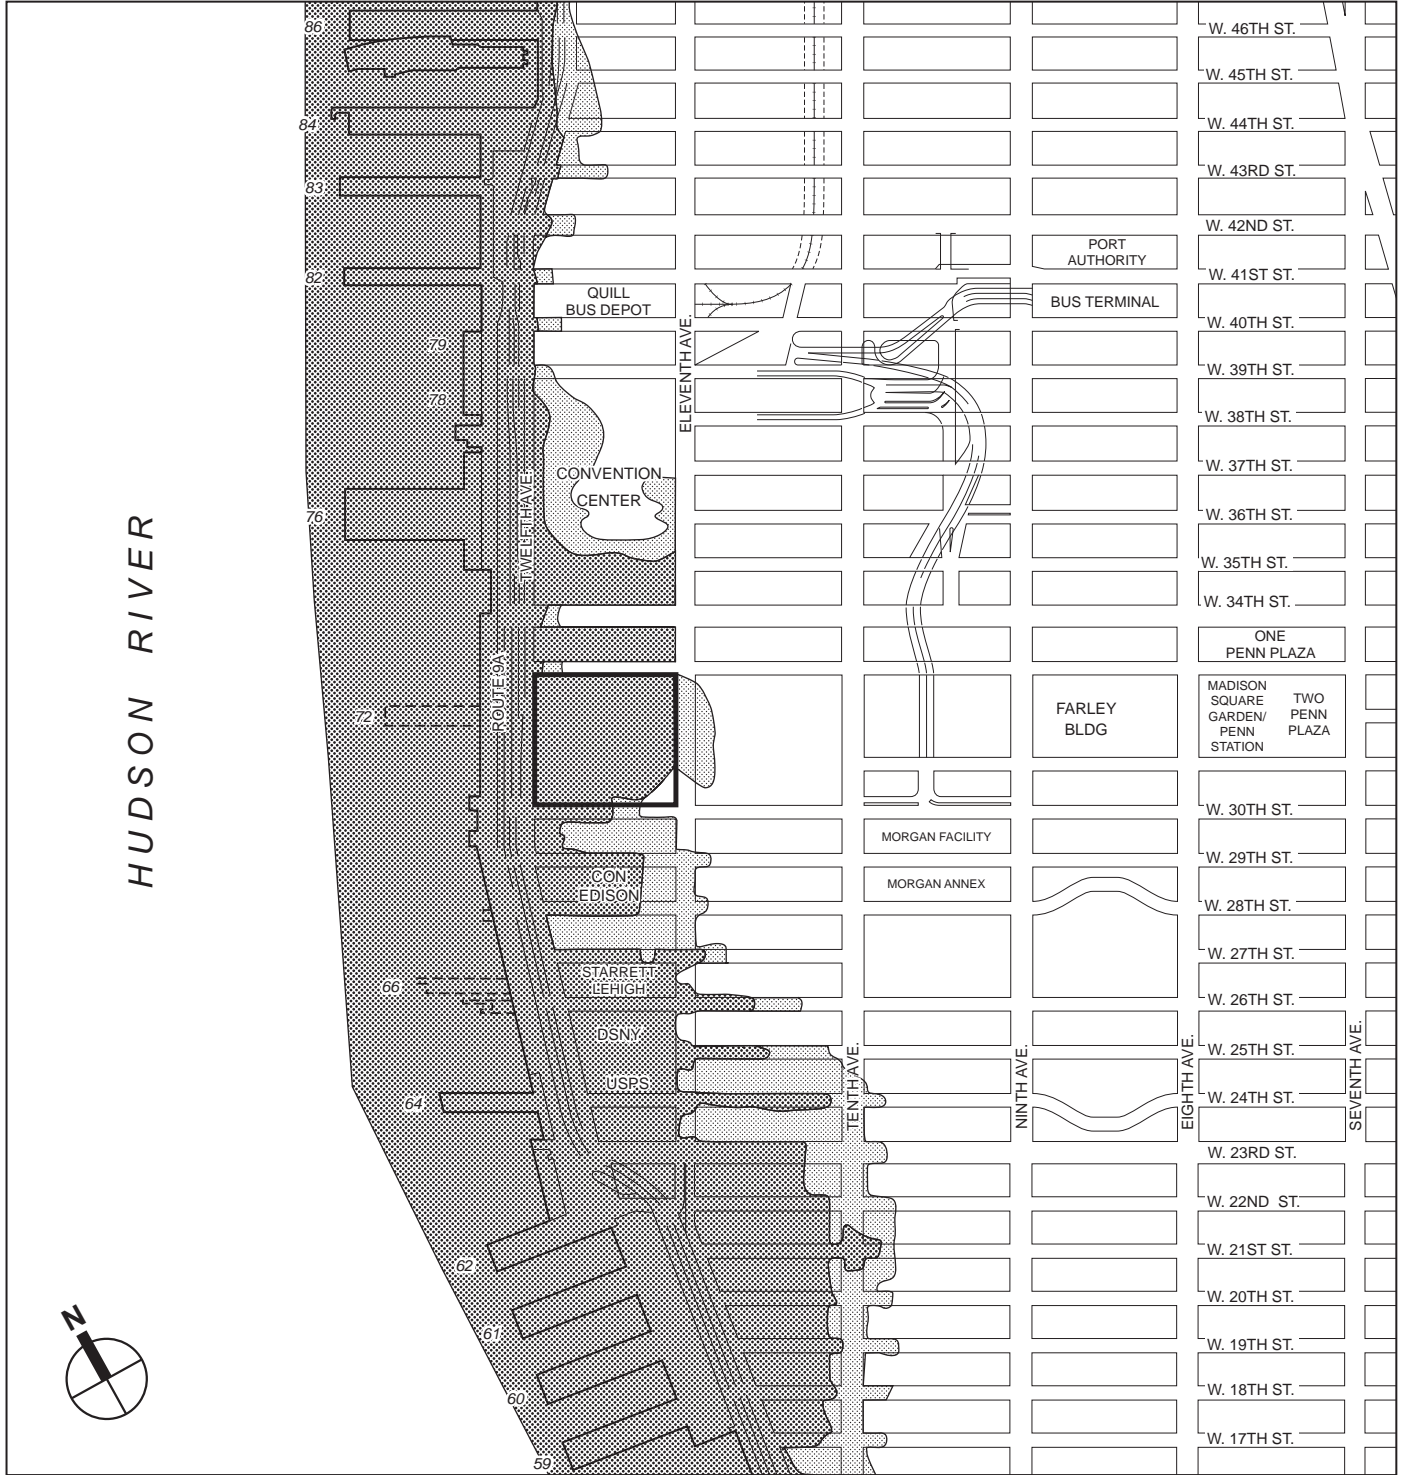 86
W. 46TH ST.
W. 45TH ST.
84
W. 44TH ST.
W. 43RD ST.
83
W. 42ND ST.
PORT
AUTHORITY
W. 41ST ST.
82
QUILL
BUS DEPOT
BUS TERMINAL
W. 40TH ST.
79
ELEVENTH AVE.
W. 39TH ST.
78
W. 38TH ST.
CONVENTION
CENTER
W. 37TH ST.
TWELFTH AVE.
76
W. 36TH ST.
W. 35TH ST.
W. 34TH ST.
HUDSON RIVER
ONE
PENN PLAZA
ROUTE 9A
72
FARLEY
BLDG
MADISON
SQUARE
GARDEN/
PENN
STATION
TWO
PENN
PLAZA
W. 30TH ST.
MORGAN FACILITY
W. 29TH ST.
CON
EDISON
MORGAN ANNEX
W. 28TH ST.
W. 27TH ST.
STARRETT
LEHIGH
66
W. 26TH ST.
DSNY
W. 25TH ST.
USPS
64
W. 24TH ST.
TENTH AVE.
NINTH AVE.
EIGHTH AVE.
SEVENTH AVE.
W. 23RD ST.
W. 22ND ST.
W. 21ST ST.
62
W. 20TH ST.
N
61
W. 19TH ST.
60
W. 18TH ST.
W. 17TH ST.
59